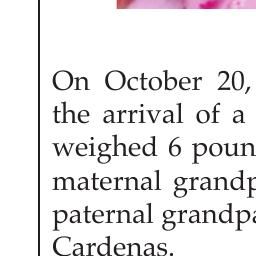 On October 20,
the arrival of a
weighed 6 poun
maternal grandp
paternal grandpa
Cardenas.